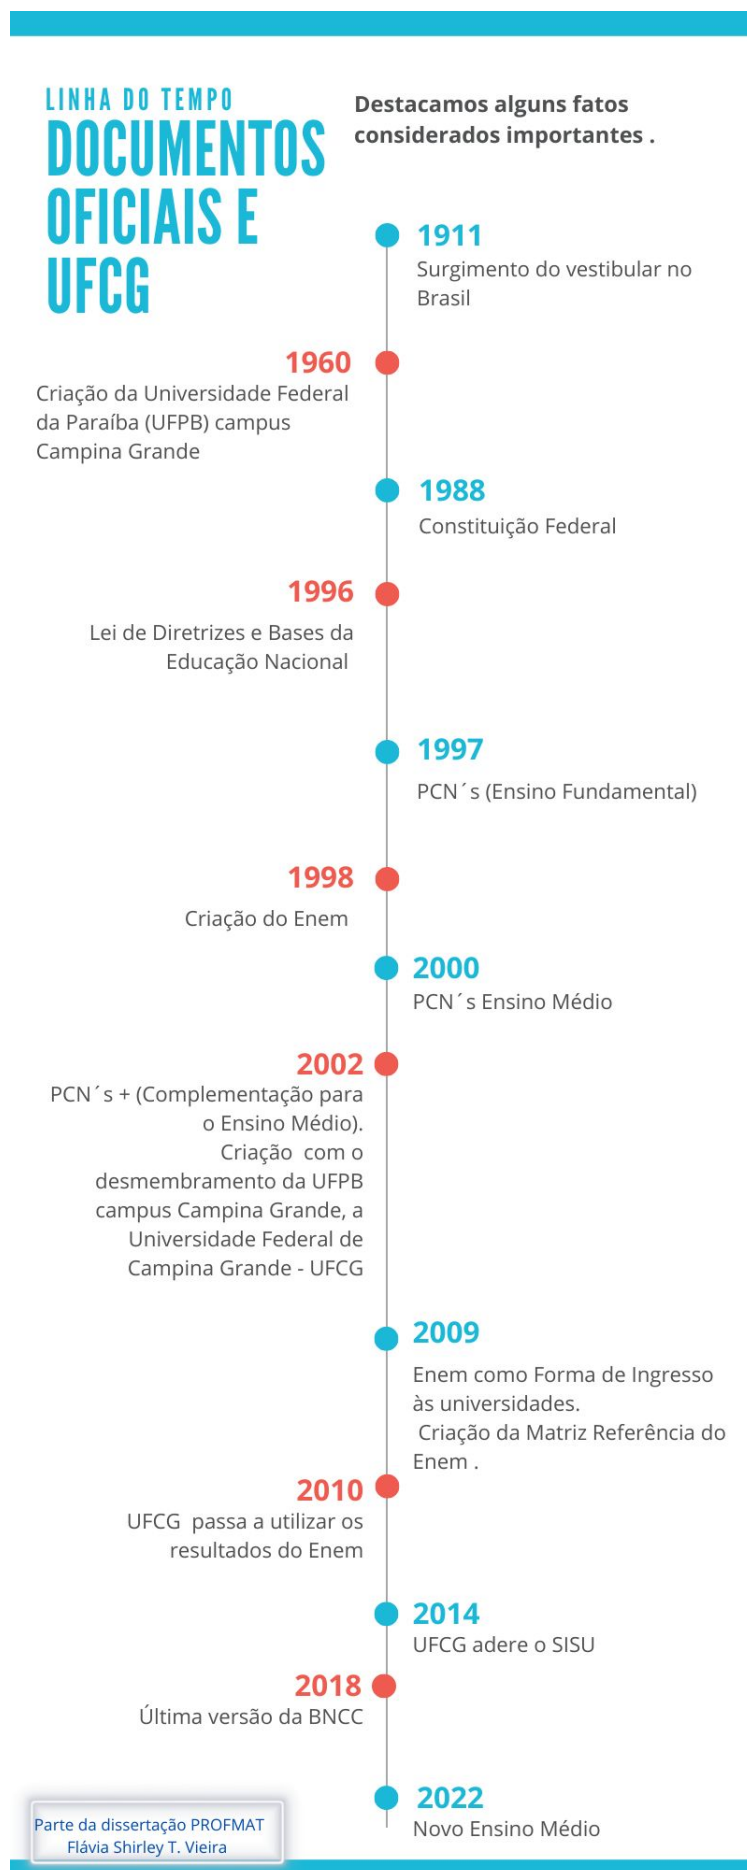 LINHA DO TEMPO
DOCUMENTOS
OFICIAIS E
UFCG
Destacamos alguns fatos
considerados importantes .
1911
Surgimento do vestibular no
Brasil
1960
Criação da Universidade Federal
da Paraíba (UFPB) campus
Campina Grande
1988
Constituição Federal
1996
Lei de Diretrizes e Bases da
Educação Nacional
1997
PCN´s (Ensino Fundamental)
1998
Criação do Enem
2000
PCN´s Ensino Médio
2002
PCN´s + (Complementação para
o Ensino Médio).
Criação  com o
desmembramento da UFPB
campus Campina Grande, a
Universidade Federal de
Campina Grande - UFCG
2009
Enem como Forma de Ingresso
às universidades.
Criação da Matriz Referência do
Enem .
2010
UFCG  passa a utilizar os
resultados do Enem
2014
UFCG adere o SISU
2018
Última versão da BNCC
2022
Novo Ensino Médio
Parte da dissertação PROFMAT
Flávia Shirley T. Vieira